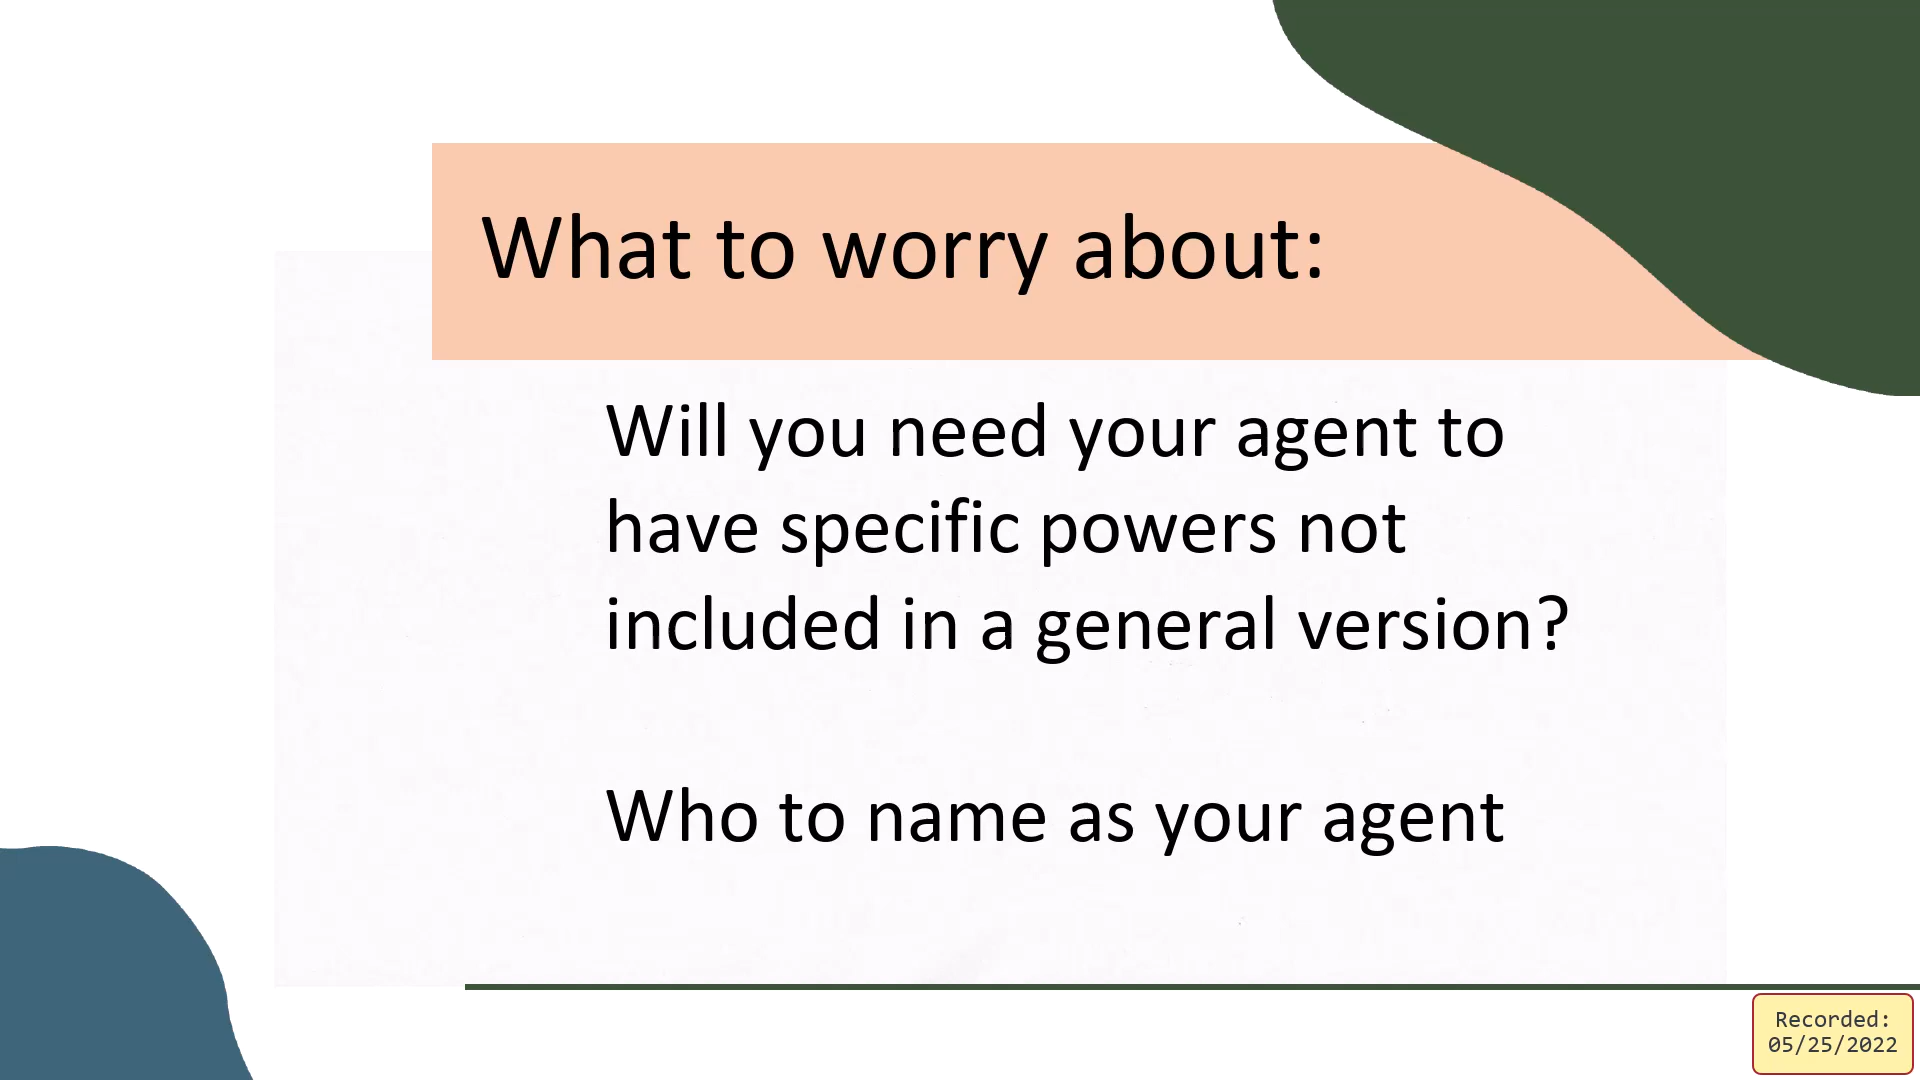 What to worry about:
Will you need your agent to
have specific powers not
included in a general version?
Who to name as your agent
Recorded:
05/25/2022